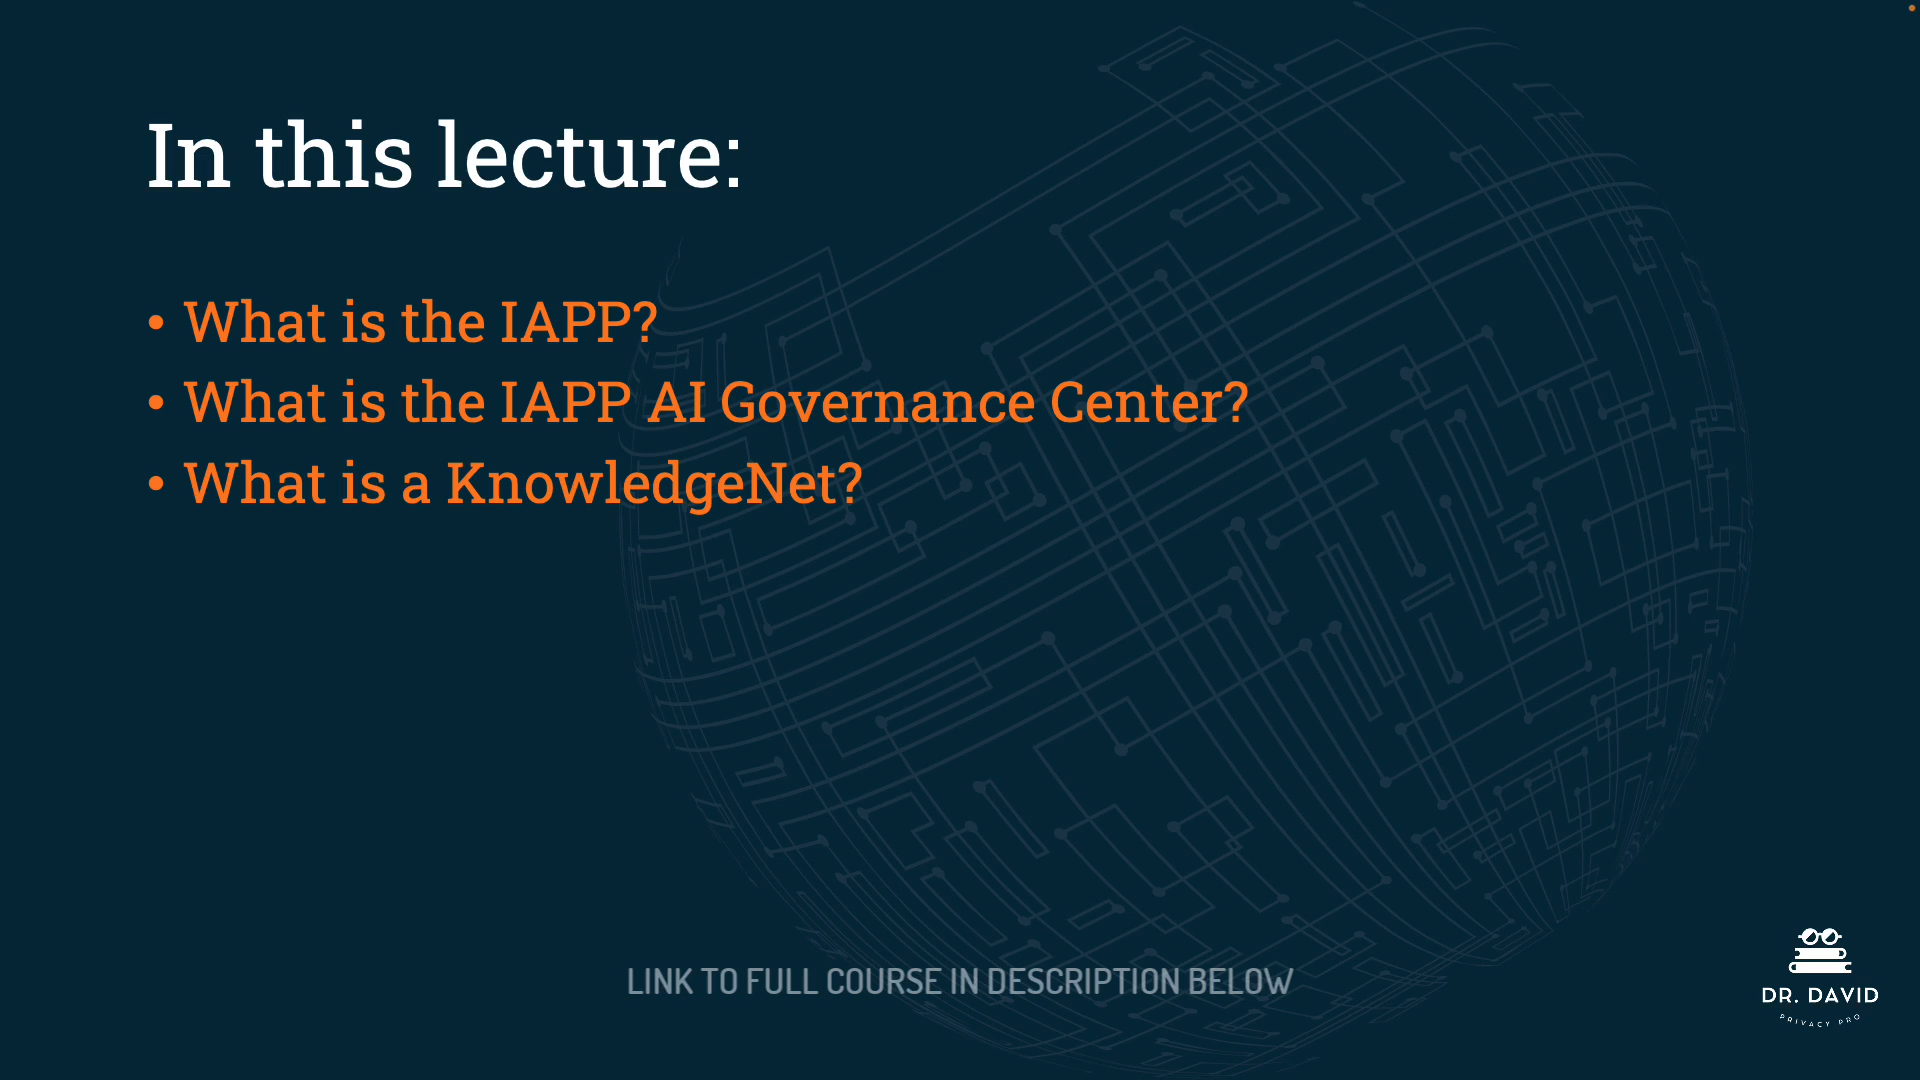 In this lecture:
• What is the IAPP?
• What is the IAPP AI Governance Center?
• What is a KnowledgeNet?
LINK TO FULL COURSE IN DESCRIPTION BELOW
DR. DAVID
PRIVACY PRO